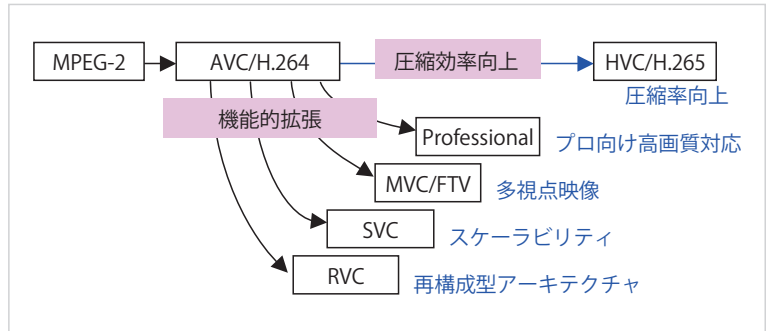 MPEG-2
AVC/H.264
圧縮効率向上
HVC/H.265
圧縮率向上
機能的拡張
Professional
プロ向け高画質対応
MVC/FTV
多視点映像
SVC
スケーラビリティ
RVC
再構成型アーキテクチャ